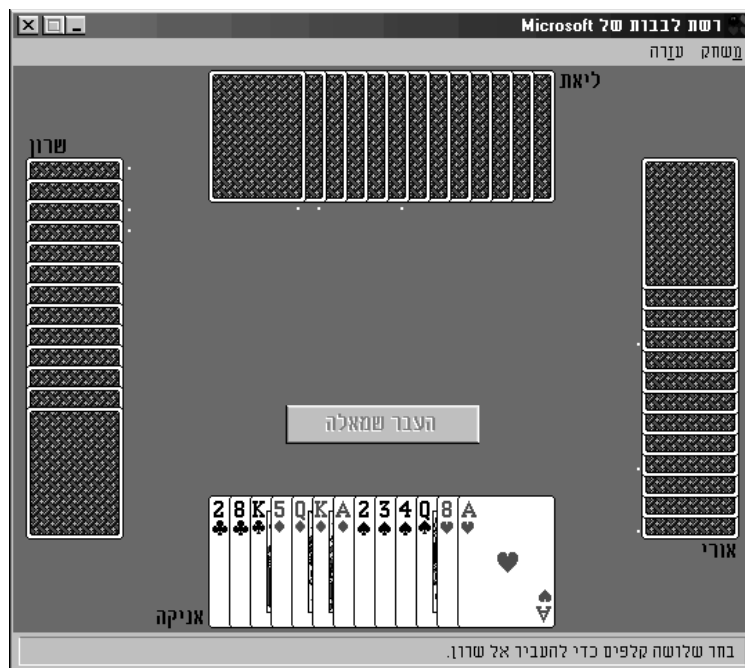 רשת לבבות של Microsoft
משחק עזרה
ליאת
שרון
העבר שמאלה
2 8 K 5 Q K A 2 3 4 Q 8 A
A
אורי
אניקה
בחר שלושה קלפים כדי להעביר אל שרון.